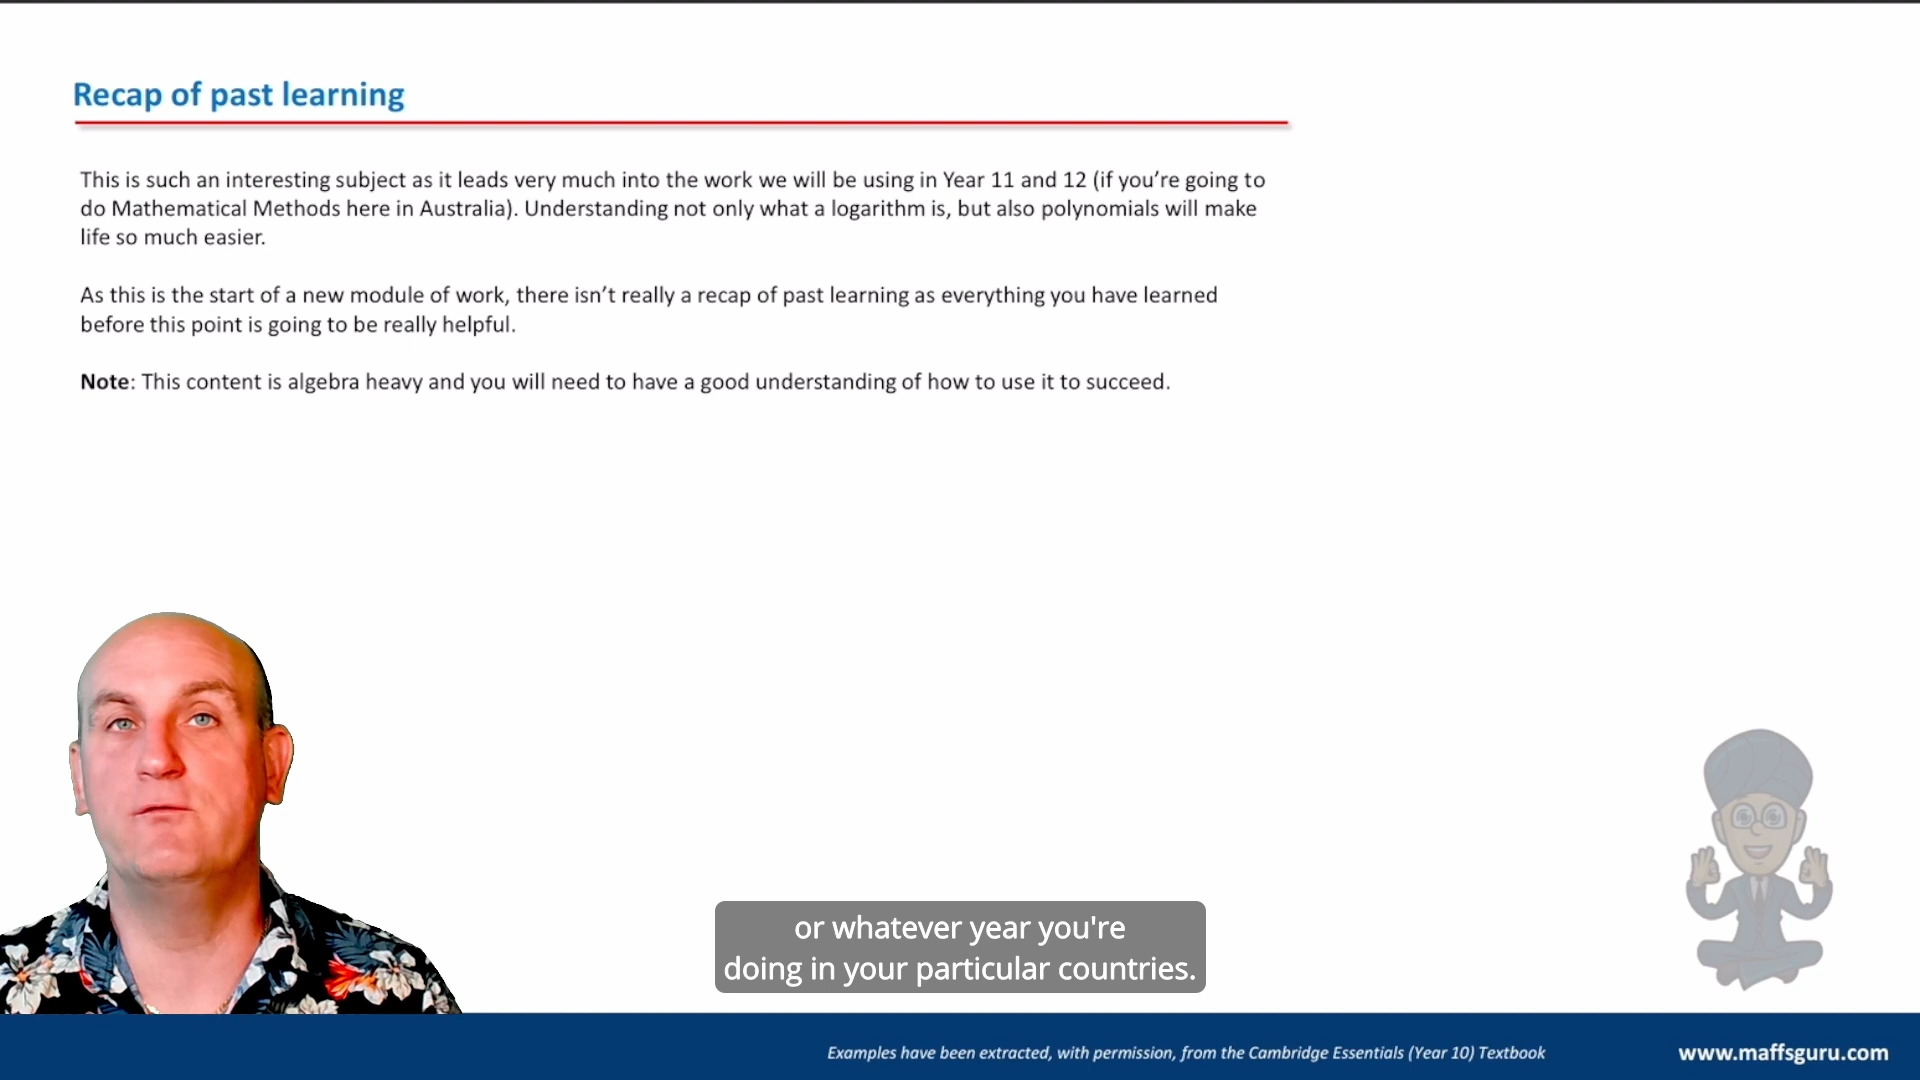 Recap of past learning
This is such an interesting subject as it leads very much into the work we will be using in Year 11 and 12 (if you’re going to
do Mathematical Methods here in Australia). Understanding not only what a logarithm is, but also polynomials will make
life so much easier.
As this is the start of a new module of work, there isn’t really a recap of past learning as everything you have learned
before this point is going to be really helpful.
Note: This content is algebra heavy and you will need to have a good understanding of how to use it to succeed.
or whatever year you're
doing in your particular countries.
Examples have been extracted, with permission, from the Cambridge Essentials (Year 10) Textbook
www.maffsguru.com